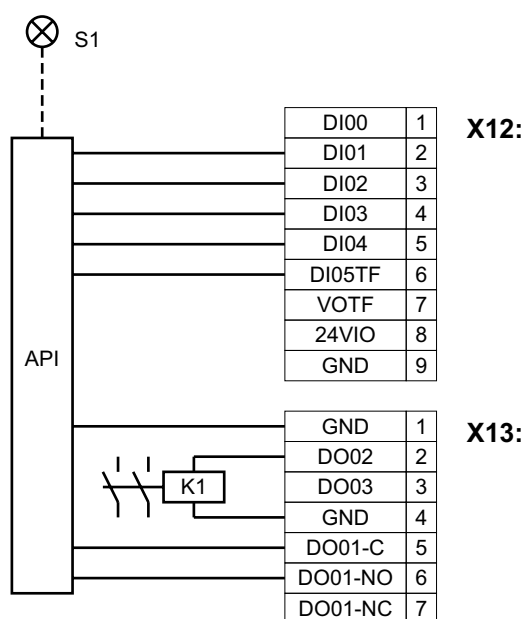 S1
DI00 1 X12:
DI01 2
DI02 3
DI03 4
DI04 5
DI05TF 6
VOTF 7
24VIO 8
API GND 9
GND 1 X13:
DO02 2
K1 DO03 3
GND 4
DO01-C 5
DO01-NO 6
DO01-NC 7